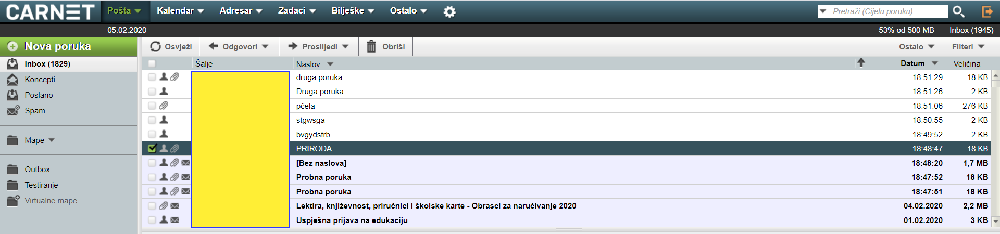 CARNET Pošta Kalendar Adresar Zadaci Bilješke Ostalo Pretraži (Cijelu poruku)
05.02.2020 53% od 500 MB Inbox (1945)
Nova poruka Osvježi Odgovori Proslijedi Obriši Ostalo Filteri
Inbox (1829)
Koncepti
Poslano
Spam
Mape
Outbox
Testiranje
Virtualne mape
Šalje Naslov Datum Veličina
druga poruka 18:51:29 18 KB
Druga poruka 18:51:26 2 KB
pčela 18:51:06 276 KB
stgwsga 18:50:55 2 KB
bvgydsfrb 18:49:52 2 KB
PRIRODA 18:48:47 18 KB
[Bez naslova] 18:48:20 1,7 MB
Probna poruka 18:47:52 18 KB
Probna poruka 18:47:51 18 KB
Lektira, književnost, priručnici i školske karte - Obrasci za naručivanje 2020 04.02.2020 2,2 MB
Uspješna prijava na edukaciju 01.02.2020 3 KB